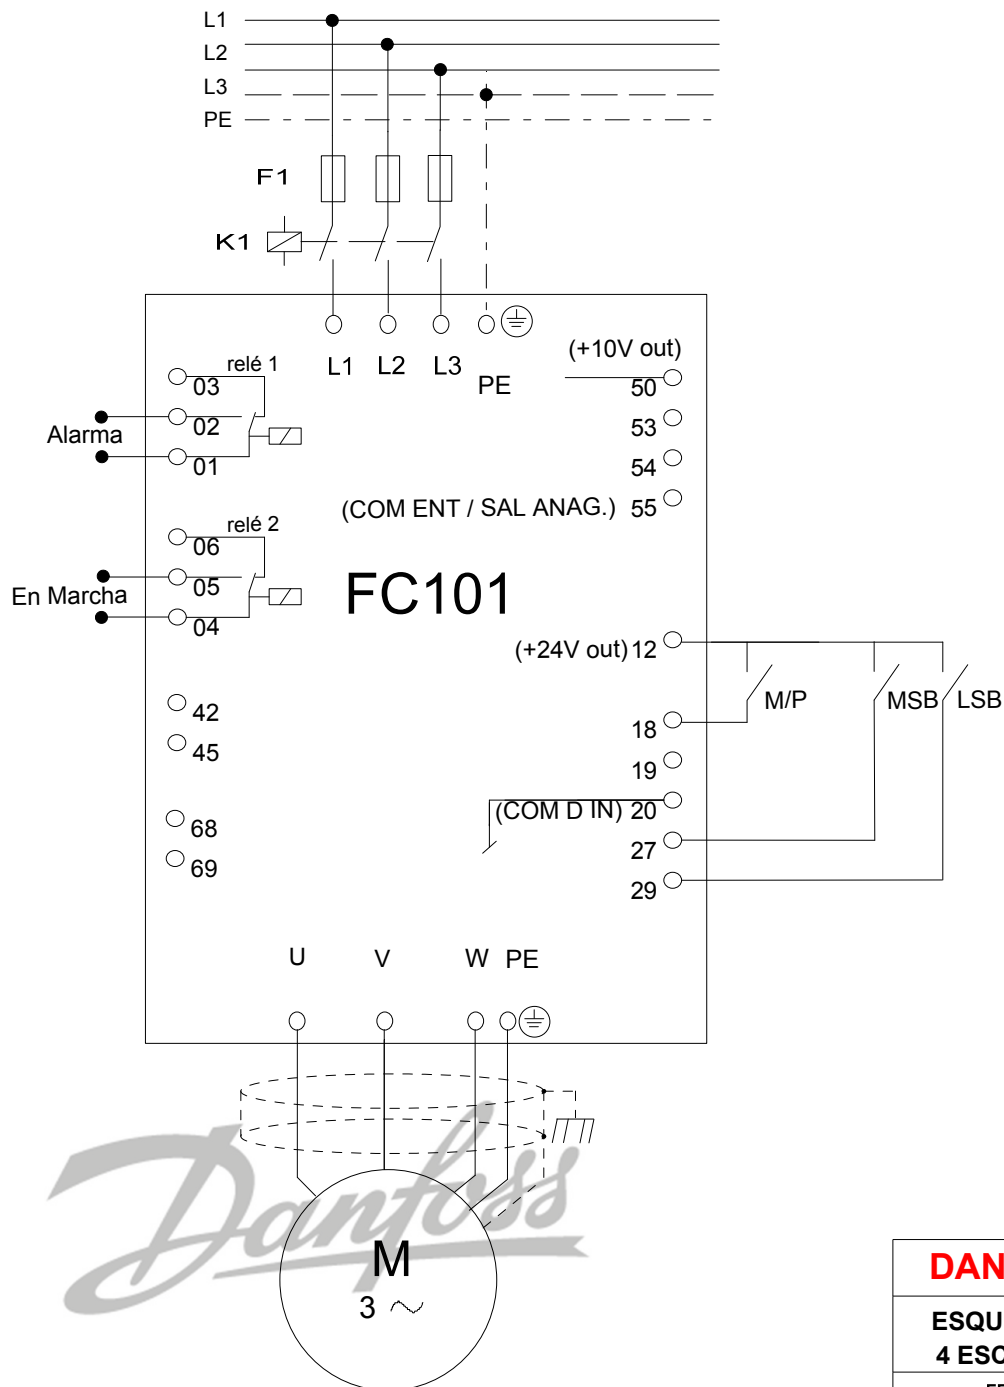 L1
L2
L3
PE
F1
K1
L1 L2 L3 PE
(+10V out)
50
53
54
(COM ENT / SAL ANAG.) 55
03 relé 1
02
01
Alarma
06 relé 2
05
04
En Marcha
FC101
(+24V out) 12
M/P MSB LSB
18
19
(COM D IN) 20
27
29
42
45
68
69
U V W PE
Danfoss
M
3
DAN
ESQU
4 ESC